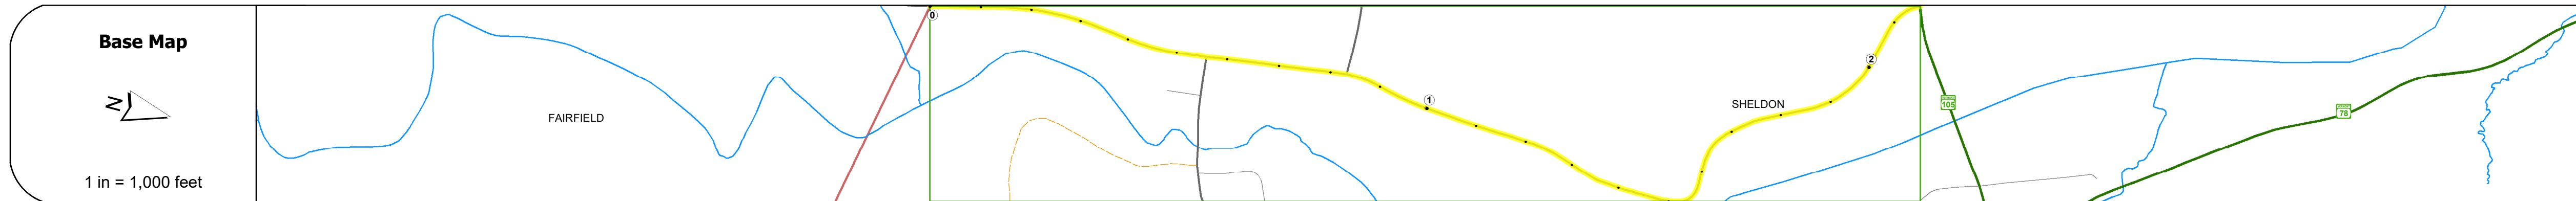 Base Map
N
1 in = 1,000 feet
FAIRFIELD
0
1
SHELDON
2
105
78